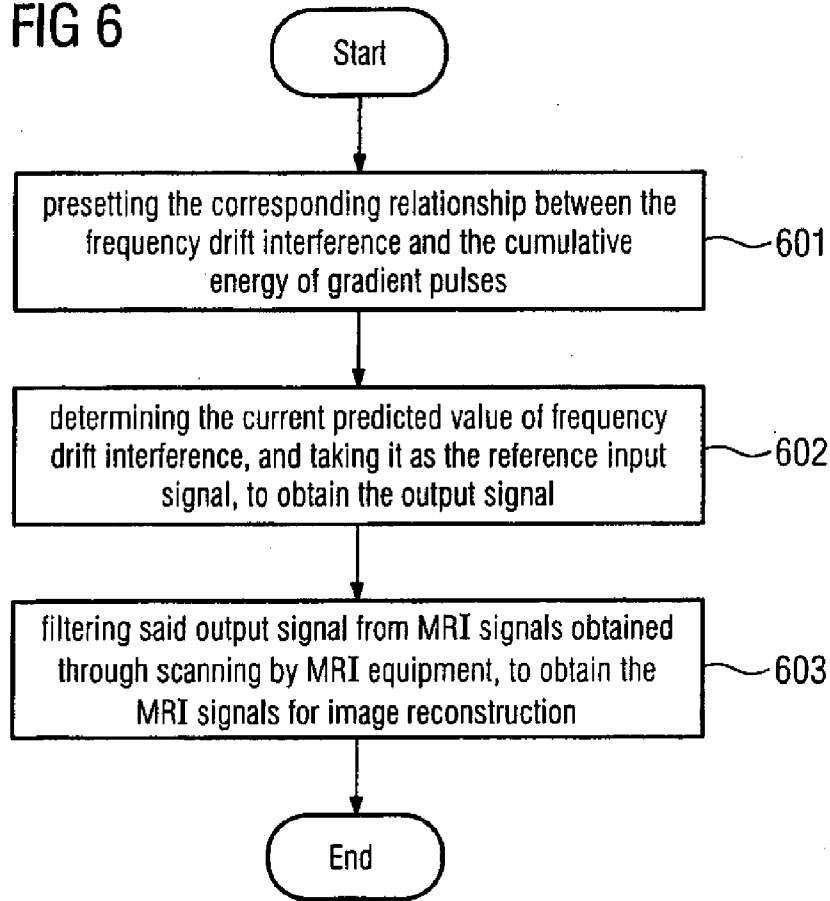 FIG 6
Start
presetting the corresponding relationship between the
frequency drift interference and the cumulative
energy of gradient pulses
601
determining the current predicted value of frequency
drift interference, and taking it as the reference input
signal, to obtain the output signal
602
filtering said output signal from MRI signals obtained
through scanning by MRI equipment, to obtain the
MRI signals for image reconstruction
603
End